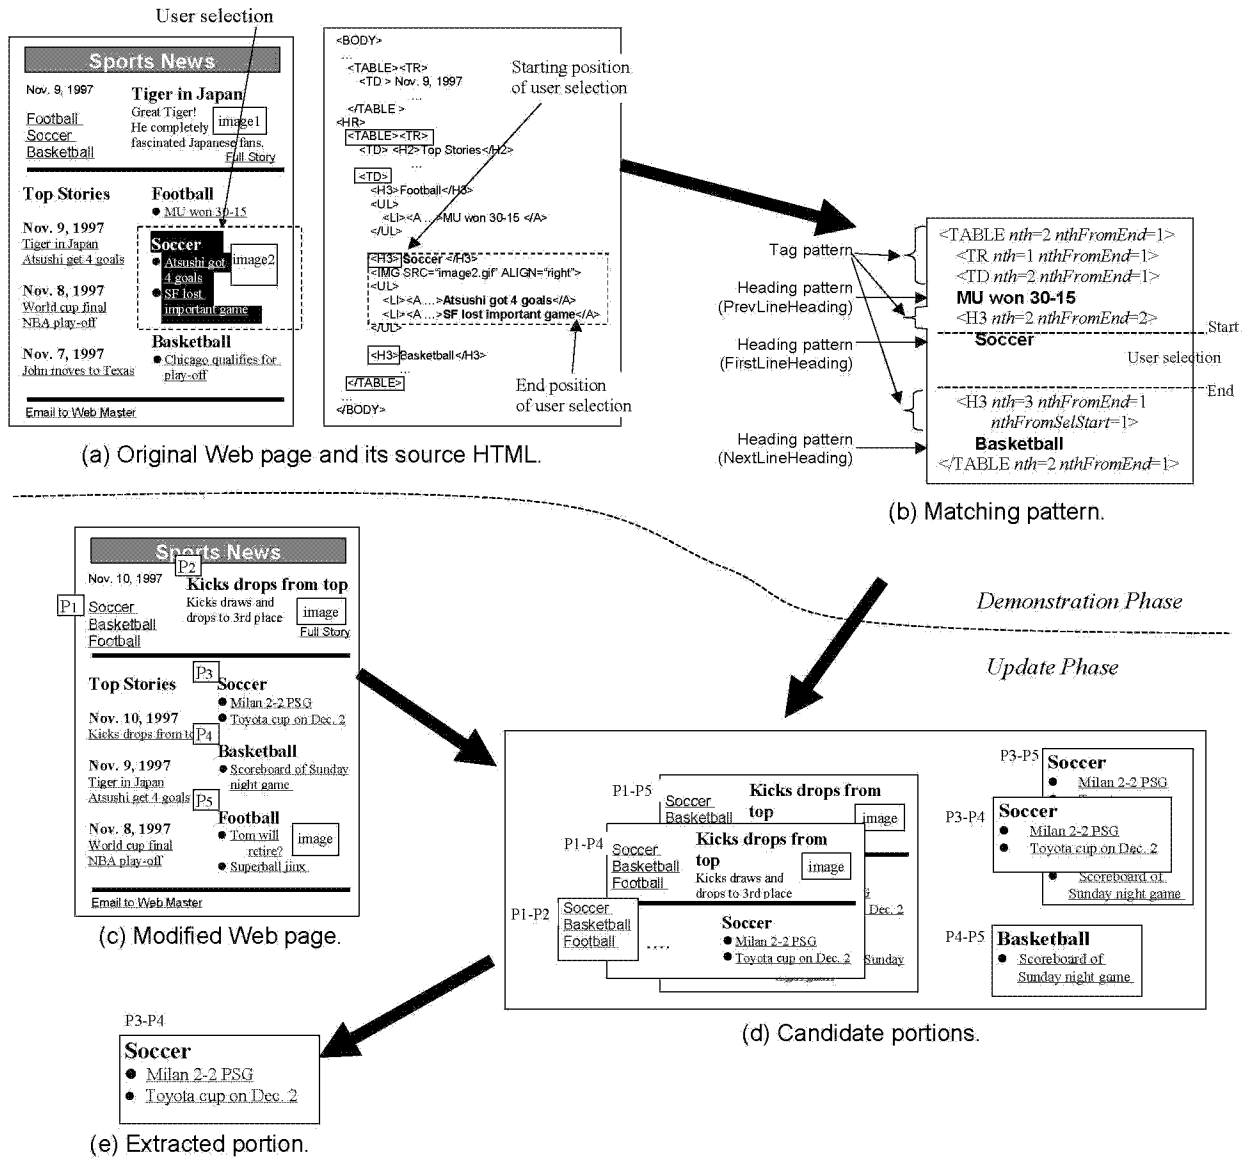 User selection
Sports News
Nov. 9, 1997
Tiger in Japan
Great Tiger!
He completely
fascinated Japanese fans.
image1
Full Story
Football
Soccer
Basketball
Top Stories
Nov. 9, 1997
Tiger in Japan
Atsushi get 4 goals
Nov. 8, 1997
World cup final
NBA play-off
Nov. 7, 1997
John moves to Texas
Football
MU won 30-15
Soccer
Atsushi got
4 goals
SF lost
important game
image2
Basketball
Chicago qualifies for
play-off
Email to Web Master
<BODY>
...
<TABLE><TR>
<TD > Nov. 9, 1997
...
</TABLE >
<HR>
<TABLE><TR>
<TD> <H2>Top Stories</H2>
...
<TD>
<H3>Football</H3>
<UL>
<LI><A ...>MU won 30-15 </A>
</UL>
<H3> Soccer </H3>
<IMG SRC="image2.gif" ALIGN="right">
<UL>
<LI><A ...>Atsushi got 4 goals</A>
<LI><A ...> SF lost important game</A>
</UL>
<H3>Basketball</H3>
...
</TABLE>
...
</BODY>
Starting position
of user selection
End position
of user selection
(a) Original Web page and its source HTML.
Tag pattern
Heading pattern
(PrevLineHeading)
Heading pattern
(FirstLineHeading)
Heading pattern
(NextLineHeading)
<TABLE nth=2 nthFromEnd=1>
<TR nth=1 nthFromEnd=1>
<TD nth=2 nthFromEnd=1>
MU won 30-15
<H3 nth=2 nthFromEnd=2>
Soccer
Start
User selection
End
<H3 nth=3 nthFromEnd=1
nthFromSelStart=1>
Basketball
</TABLE nth=2 nthFromEnd=1>
(b) Matching pattern.
Demonstration Phase
Update Phase
Sports News
P2
Nov. 10, 1997
Kicks drops from top
Kicks draws and
drops to 3rd place
image
Full Story
P1
Soccer
Basketball
Football
Top Stories
Nov. 10, 1997
Kicks drops from to
Nov. 9, 1997
Tiger in Japan
Atsushi get 4 goals
Nov. 8, 1997
World cup final
NBA play-off
P3
Soccer
Milan 2-2 PSG
Toyota cup on Dec. 2
P4
Basketball
Scoreboard of Sunday
night game
P5
Football
Tom will
retire?
Superball jinx
image
Email to Web Master
(c) Modified Web page.
P1-P5
Soccer
Basketball
Kicks drops from
top
image
P1-P4
Soccer
Basketball
Football
Kicks drops from
top
Kicks draws and
drops to 3rd place
image
G
Dec. 2
Soccer
Milan 2-2 PSG
Toyota cup on Dec. 2
Sunday
P1-P2
Soccer
Basketball
Football
....
P3-P5
Soccer
Milan 2-2 PSG
P3-P4
Soccer
Milan 2-2 PSG
Toyota cup on Dec. 2
Scoreboard of
Sunday night game
P4-P5
Basketball
Scoreboard of
Sunday night game
(d) Candidate portions.
P3-P4
Soccer
Milan 2-2 PSG
Toyota cup on Dec. 2
(e) Extracted portion.